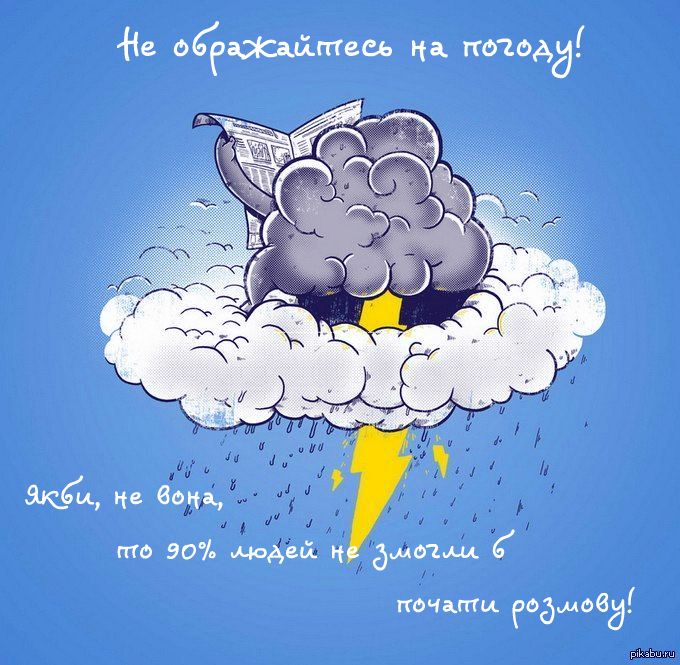 Не ображайтесь на погоду!
Якби, не вона,
то 90% людей не змогли б
почати розмову!
pikabu.ru